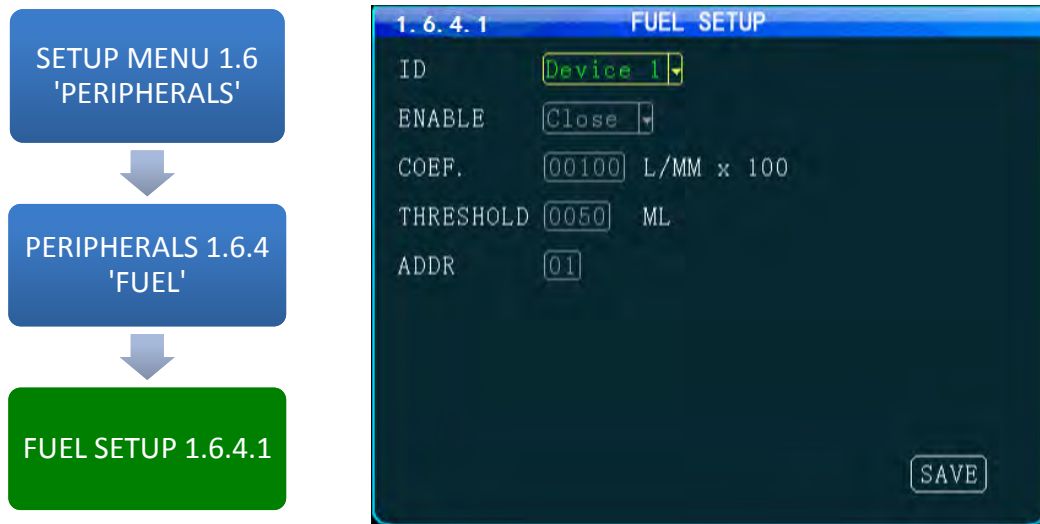 SETUP MENU 1.6
'PERIPHERALS'
PERIPHERALS 1.6.4
'FUEL'
FUEL SETUP 1.6.4.1
1.6.4.1 FUEL SETUP
ID Device 1
ENABLE Close
COEF. 00100 L/MM x 100
THRESHOLD 0050 ML
ADDR 01
SAVE